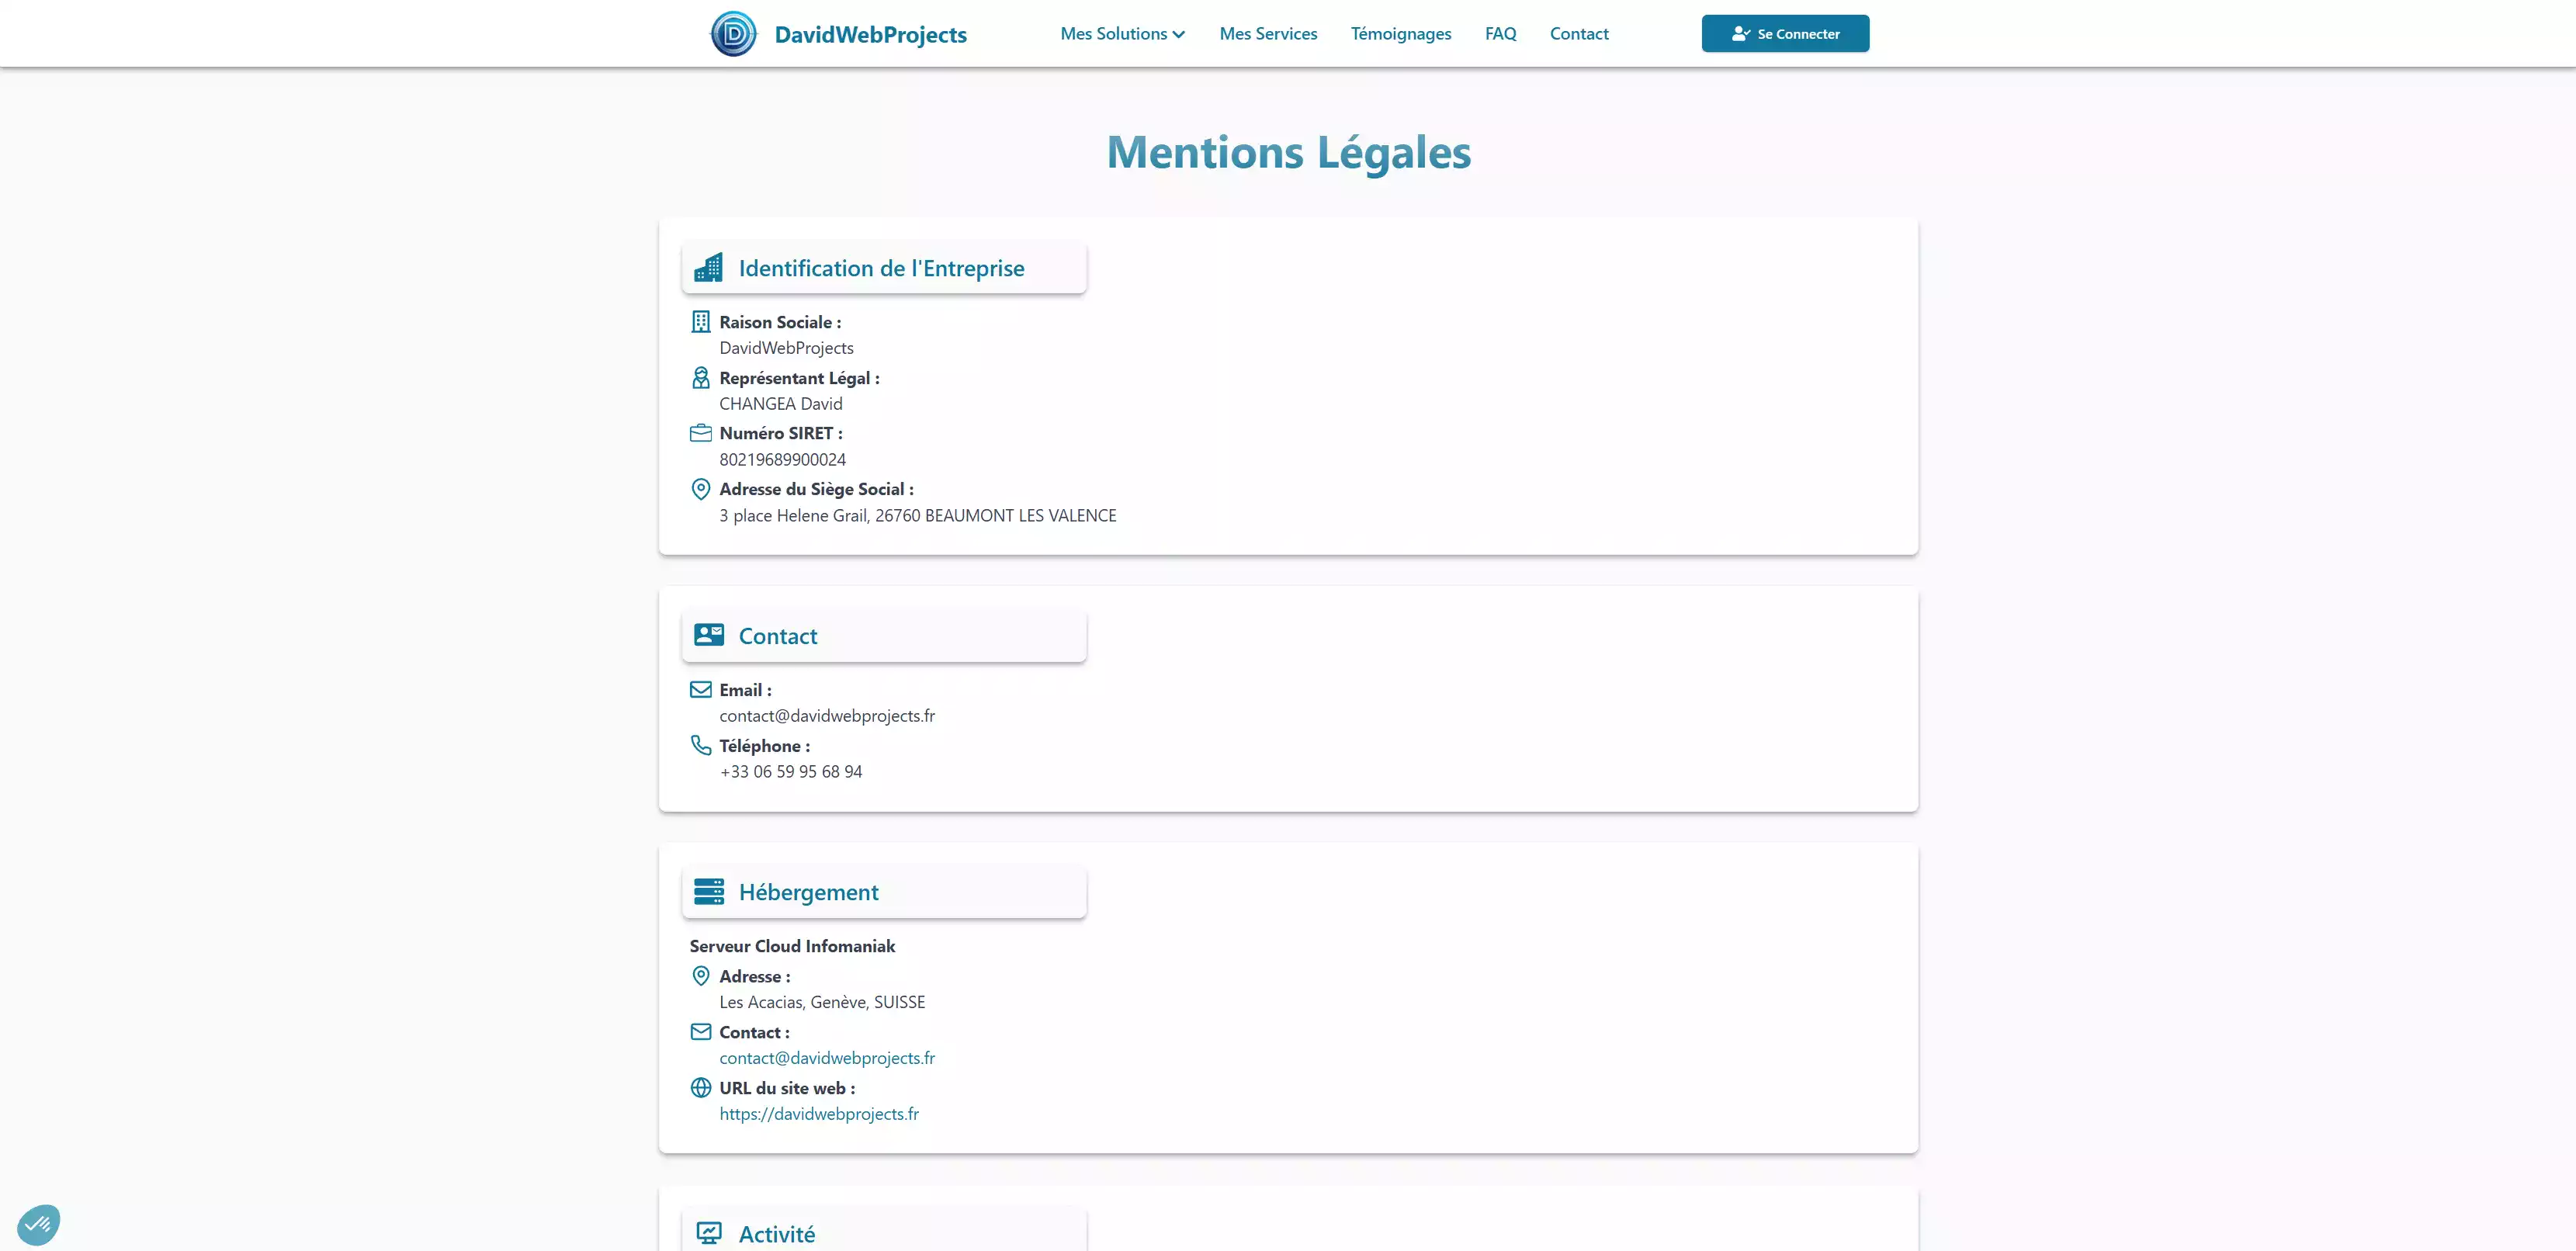 DavidWebProjects
Mes Solutions
Mes Services
Témoignages
FAQ
Contact
Se Connecter
Mentions Légales
Identification de l'Entreprise
Raison Sociale :
DavidWebProjects
Représentant Légal :
CHANGEA David
Numéro SIRET :
80219689900024
Adresse du Siège Social :
3 place Helene Grail, 26760 BEAUMONT LES VALENCE
Contact
Email :
contact@davidwebprojects.fr
Téléphone :
+33 06 59 95 68 94
Hébergement
Serveur Cloud Infomaniak
Adresse :
Les Acacias, Genève, SUISSE
Contact :
contact@davidwebprojects.fr
URL du site web :
https://davidwebprojects.fr
Activité